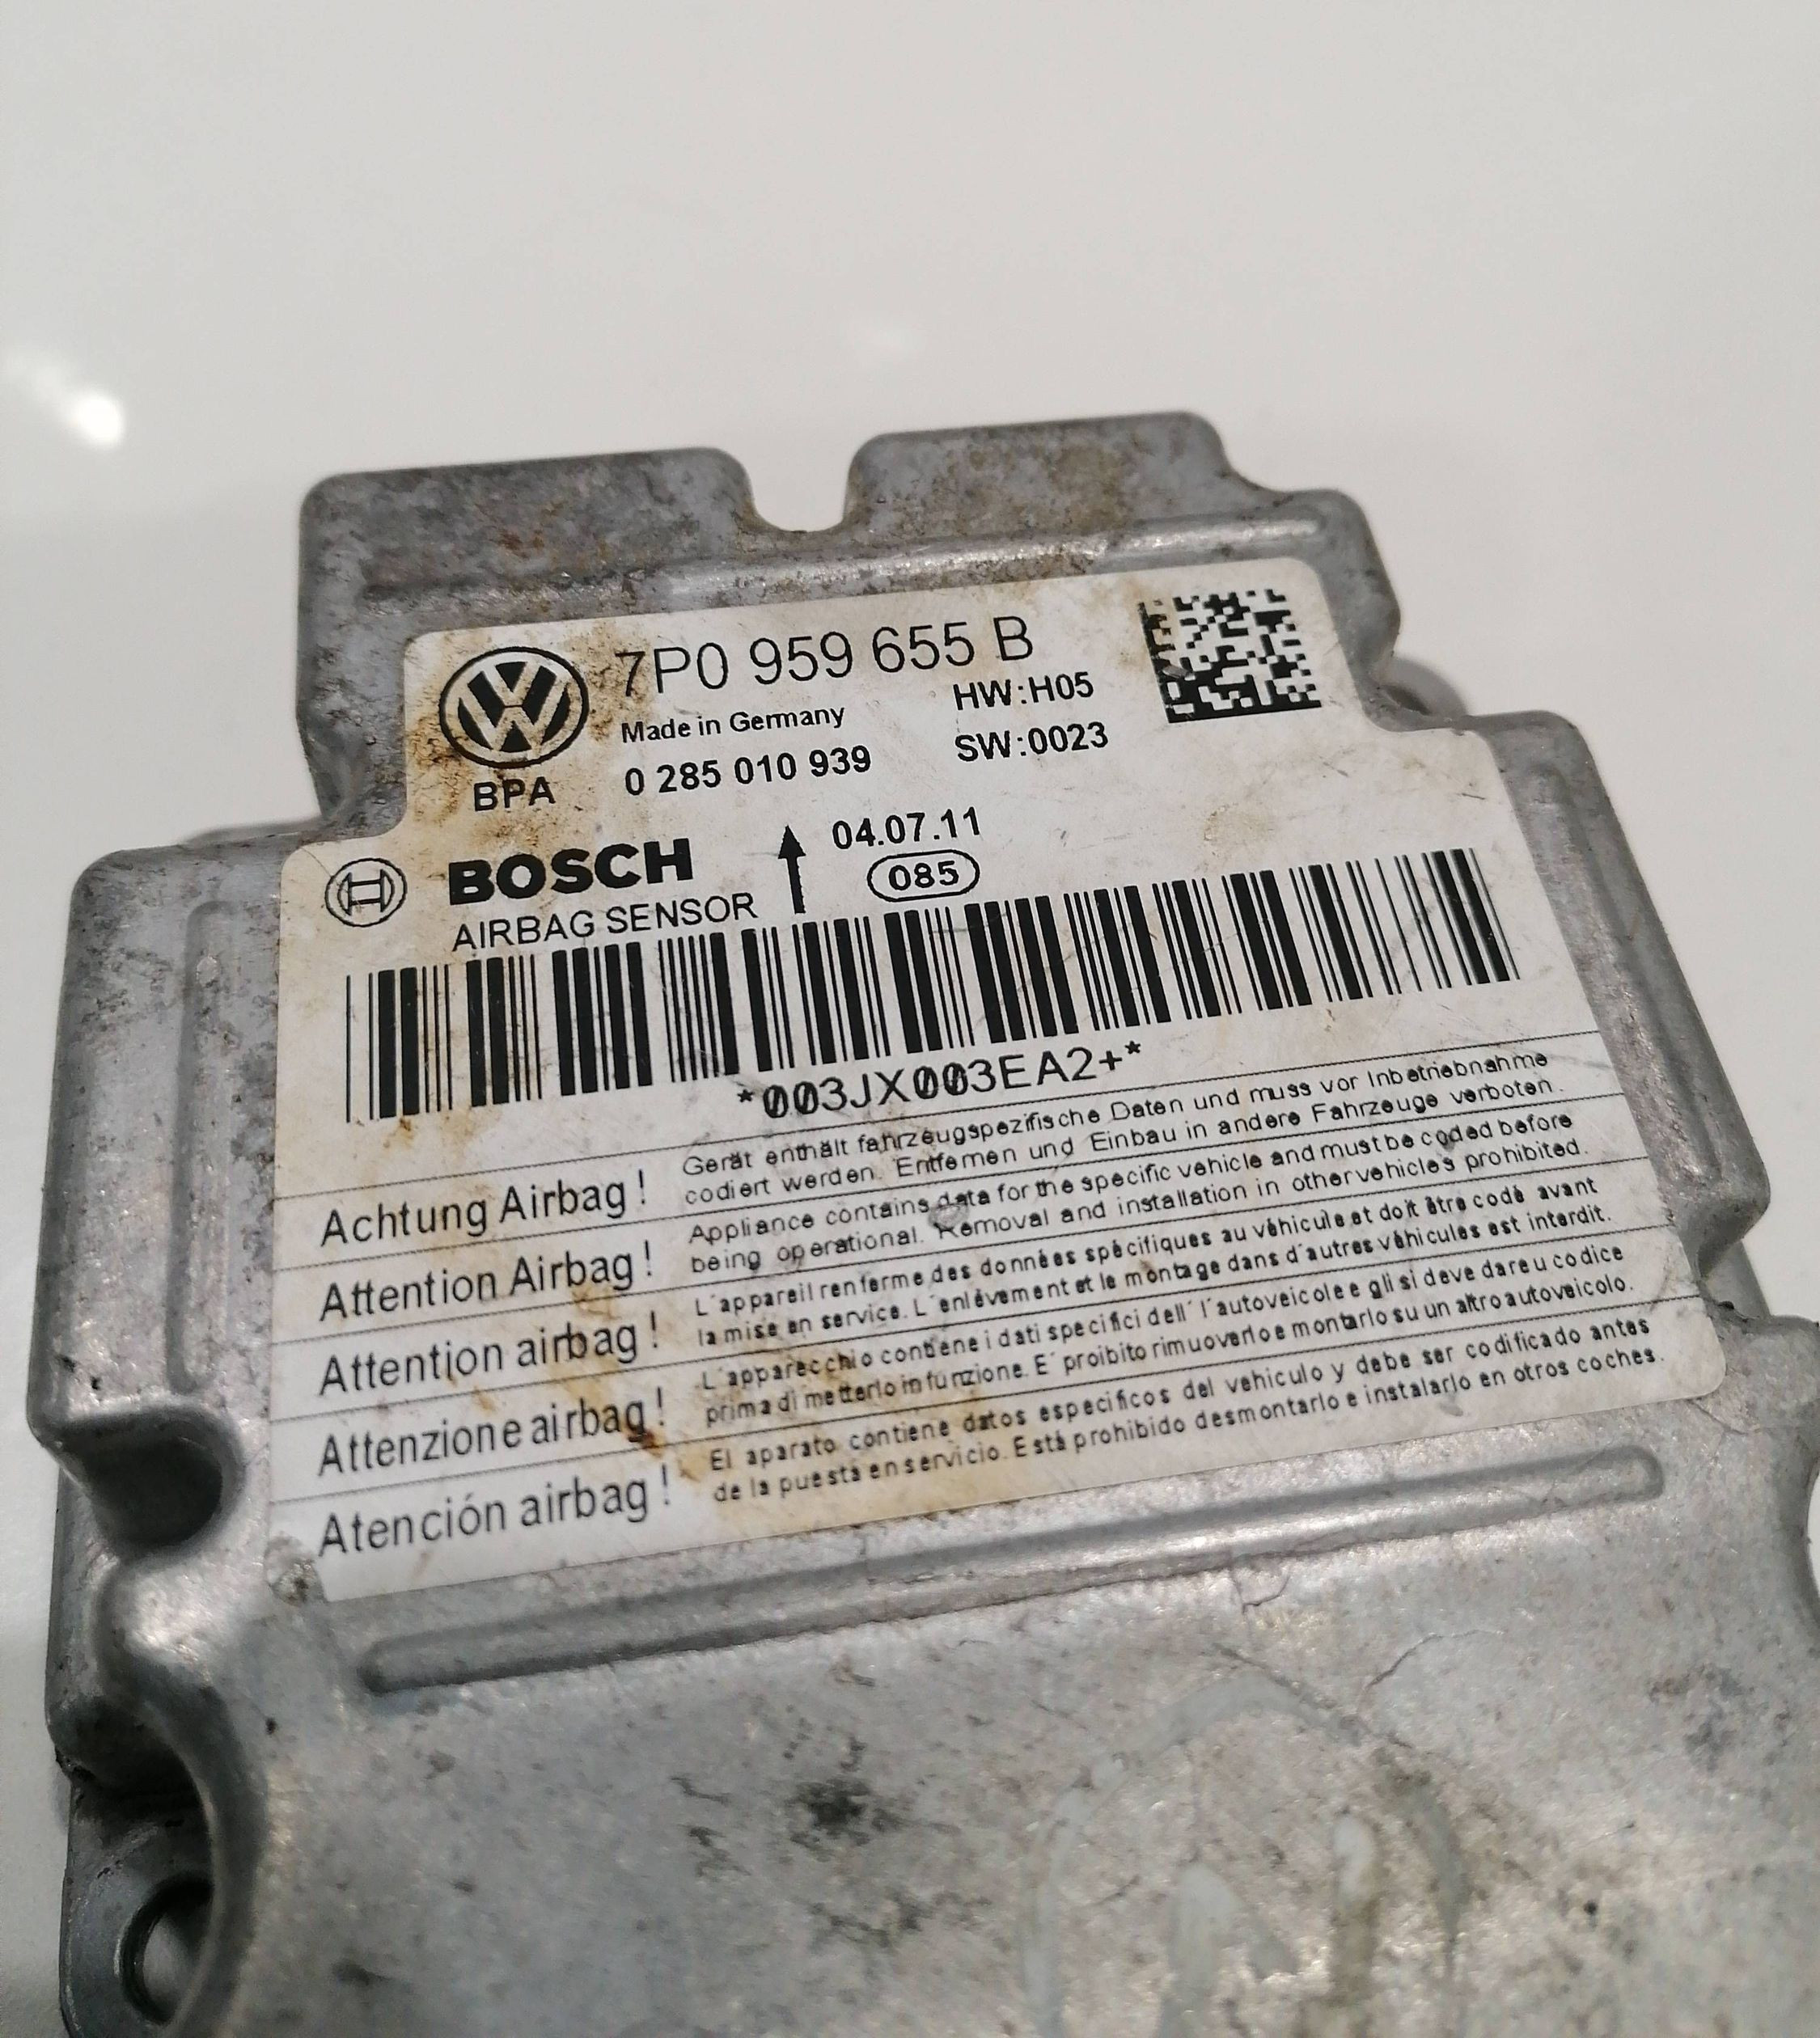 7P0 959 655 B
Made in Germany
HW:H05
BPA
0 285 010 939
SW:0023
BOSCH
04.07.11
AIRBAG SENSOR
085
*003JX003EA2+*
Achtung Airbag!
Gerät enthält fahrzeugspezifische Daten und muss vor Inbetriebnahme
codiert werden. Entfernen und Einbau in andere Fahrzeuge verboten.
Attention Airbag!
Appliance contains data for the specific vehicle and must be coded before
being operational. Removal and installation in other vehicles prohibited.
Attention airbag!
L'appareil renferme des données spécifiques au véhicule et doit être codè avant
la mise en service. L'enlévement et le montage dans d'autres véhicules est interdit.
Attenzione airbag!
L'apparecchio contiene i dati specifici dell' l'autoveicolo e gli si deve dare u codice
prima di metterlo in funzione. E' proibito rimuoverlo e montarlo su un altro autoveicolo.
Atención airbag!
El aparato contiene datos especificos del vehiculo y debe ser codificado antes
de la puesta en servicio. Está prohibido desmontarlo e instalarlo en otros coches.